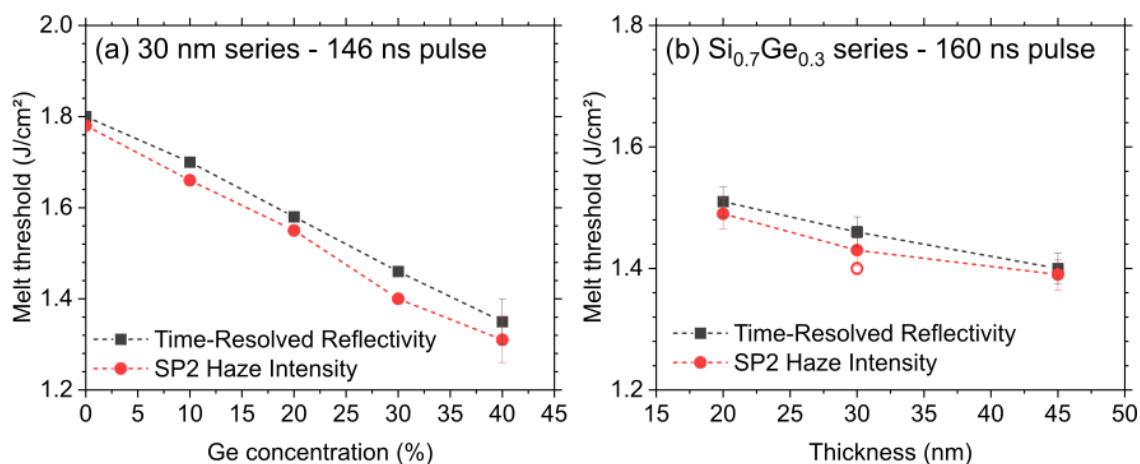 (a) 30 nm series - 146 ns pulse
Melt threshold (J/cm²)
2.0
1.8
1.6
1.4
1.2
Time-Resolved Reflectivity
SP2 Haze Intensity
0 5 10 15 20 25 30 35 40 45
Ge concentration (%)
(b) Si₀.₇Ge₀.₃ series - 160 ns pulse
Melt threshold (J/cm²)
1.8
1.6
1.4
1.2
Time-Resolved Reflectivity
SP2 Haze Intensity
15 20 25 30 35 40 45 50
Thickness (nm)